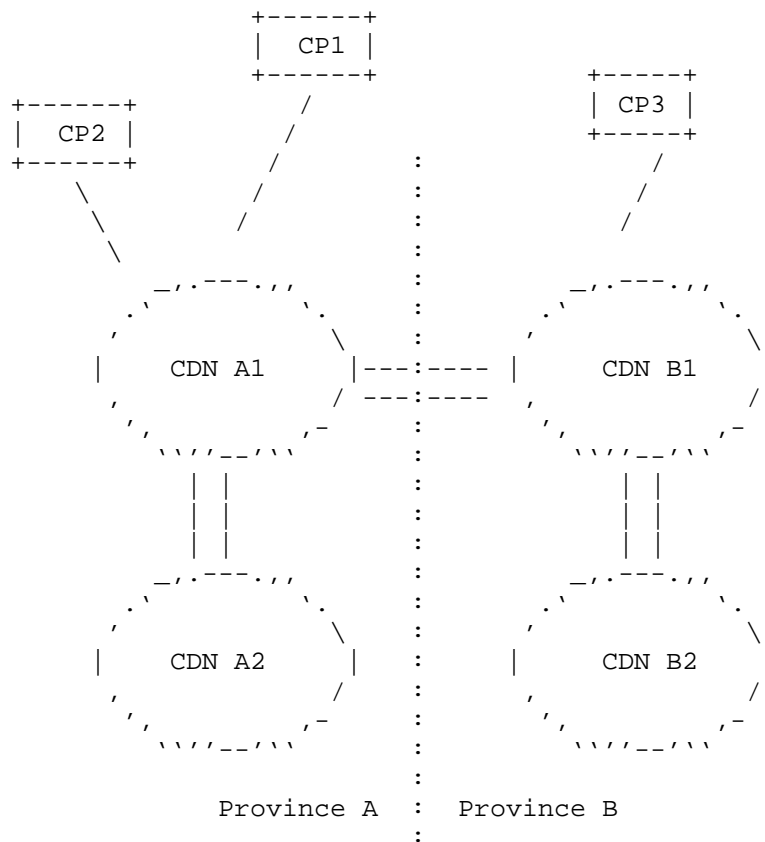 CP1
CP2
CP3
CDN A1
CDN B1
CDN A2
CDN B2
Province A : Province B